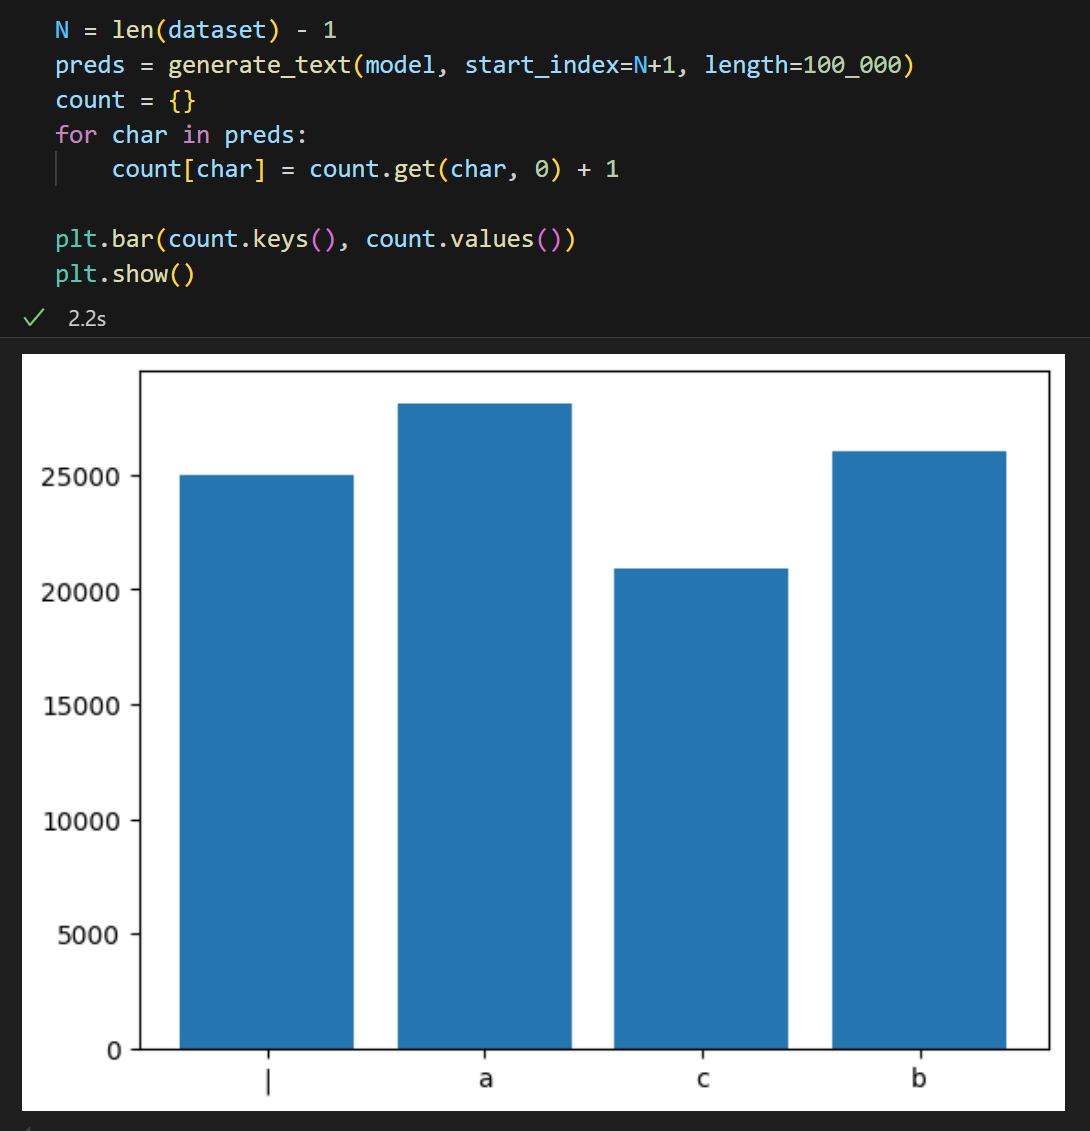 N = len(dataset) - 1
preds = generate_text(model, start_index=N+1, length=100_000)
count = {}
for char in preds:
    count[char] = count.get(char, 0) + 1
plt.bar(count.keys(), count.values())
plt.show()
2.2s
25000
20000
15000
10000
5000
0
| a c b